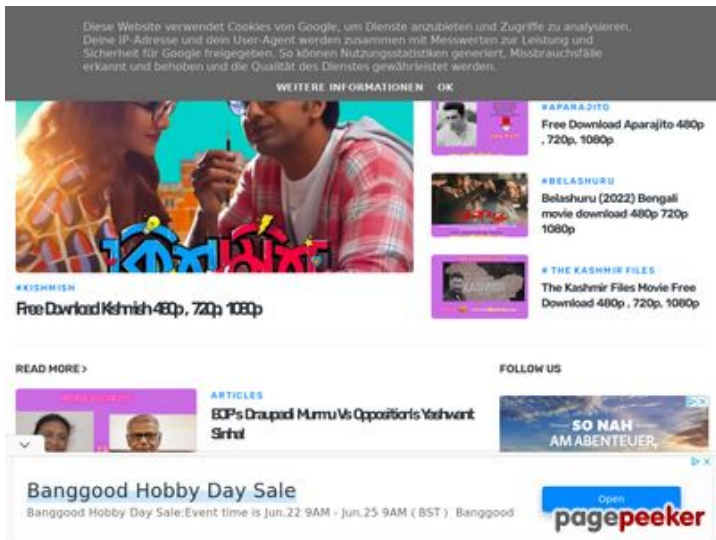 Diese Website verwendet Cookies von Google, um Dienste anzubieten und Zugriffe zu analysieren.
Deine IP-Adresse und dein User-Agent werden zusammen mit Messwerten zur Leistung und
Sicherheit für Google freigegeben. So können Nutzungsstatistiken generiert, Missbrauchsfälle
erkannt und behoben und die Qualität des Dienstes gewährleistet werden.
WEITERE INFORMATIONEN OK
কিশমিশ
#KISHMISH
Free Download Kishmish 480p , 720p, 1080p
#APARAJITO
Free Download Aparajito 480p
, 720p, 1080p
#BELASHURU
Belashuru (2022) Bengali
movie download 480p 720p
1080p
# THE KASHMIR FILES
The Kashmir Files Movie Free
Download 480p , 720p, 1080p
READ MORE >
ARTICLES
BJP's Draupadi Murmu Vs Opposition's Yashwant
Sinha!
FOLLOW US
SO NAH
AM ABENTEUER,
Banggood Hobby Day Sale
Banggood Hobby Day Sale:Event time is Jun.22 9AM - Jun.25 9AM ( BST ) Banggood
Open
pagepeeker